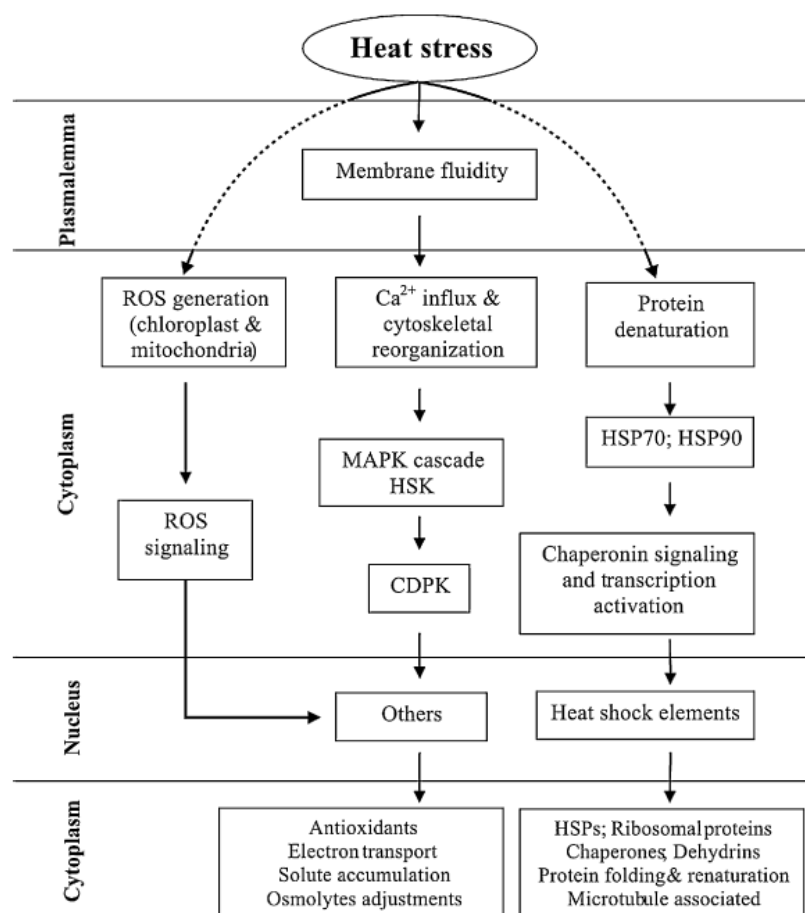 Heat stress
Plasmalemma
Membrane fluidity
Cytoplasm
ROS generation
(chloroplast &
mitochondria)
Ca²⁺ influx &
cytoskeletal
reorganization
Protein
denaturation
HSP70; HSP90
MAPK cascade
HSK
ROS
signaling
Chaperonin signaling
and transcription
activation
CDPK
Nucleus
Others
Heat shock elements
Cytoplasm
Antioxidants
Electron transport
Solute accumulation
Osmolytes adjustments
HSPs; Ribosomal proteins
Chaperones; Dehydrins
Protein folding & renaturation
Microtubule associated